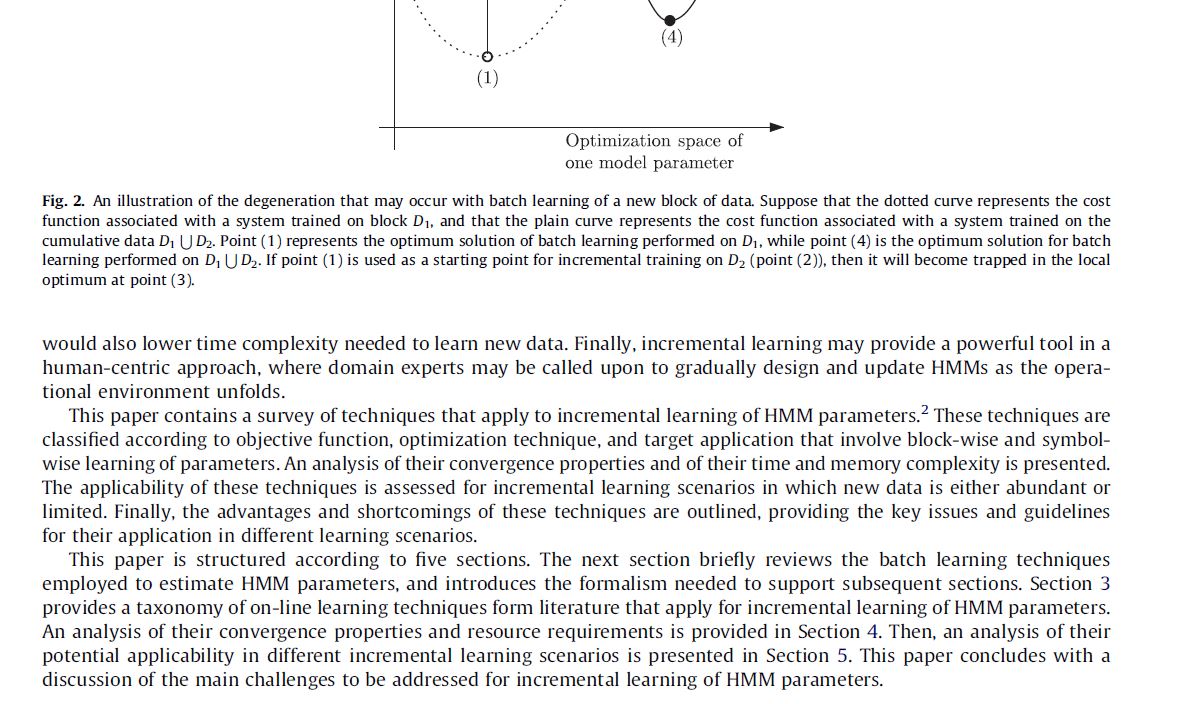 (4)
(1)
Optimization space of
one model parameter
Fig. 2. An illustration of the degeneration that may occur with batch learning of a new block of data. Suppose that the dotted curve represents the cost
function associated with a system trained on block D₁, and that the plain curve represents the cost function associated with a system trained on the
cumulative data D₁ ⋃ D₂. Point (1) represents the optimum solution of batch learning performed on D₁, while point (4) is the optimum solution for batch
learning performed on D₁ ⋃ D₂. If point (1) is used as a starting point for incremental training on D₂ (point (2)), then it will become trapped in the local
optimum at point (3).
would also lower time complexity needed to learn new data. Finally, incremental learning may provide a powerful tool in a
human-centric approach, where domain experts may be called upon to gradually design and update HMMs as the opera-
tional environment unfolds.
This paper contains a survey of techniques that apply to incremental learning of HMM parameters.² These techniques are
classified according to objective function, optimization technique, and target application that involve block-wise and symbol-
wise learning of parameters. An analysis of their convergence properties and of their time and memory complexity is presented.
The applicability of these techniques is assessed for incremental learning scenarios in which new data is either abundant or
limited. Finally, the advantages and shortcomings of these techniques are outlined, providing the key issues and guidelines
for their application in different learning scenarios.
This paper is structured according to five sections. The next section briefly reviews the batch learning techniques
employed to estimate HMM parameters, and introduces the formalism needed to support subsequent sections. Section 3
provides a taxonomy of on-line learning techniques form literature that apply for incremental learning of HMM parameters.
An analysis of their convergence properties and resource requirements is provided in Section 4. Then, an analysis of their
potential applicability in different incremental learning scenarios is presented in Section 5. This paper concludes with a
discussion of the main challenges to be addressed for incremental learning of HMM parameters.